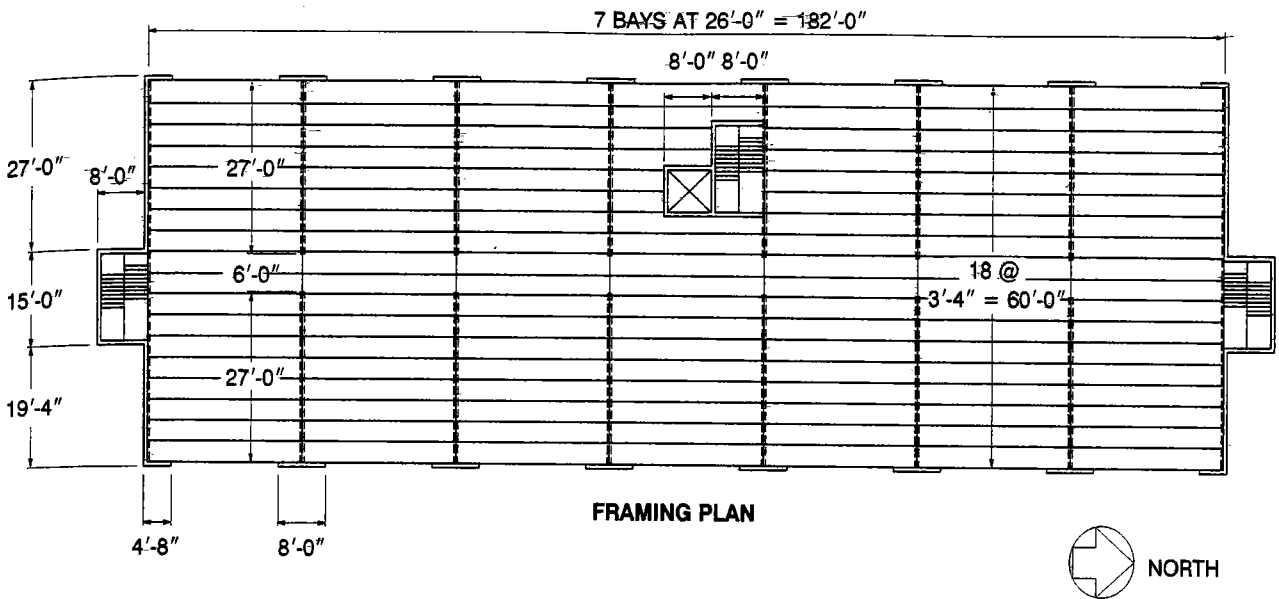 7 BAYS AT 26′-0″ = 182′-0″
8′-0″ 8′-0″
27′-0″
8′-0″
27′-0″
6′-0″
18 @
3′-4″ = 60′-0″
15′-0″
27′-0″
19′-4″
FRAMING PLAN
4′-8″
8′-0″
NORTH